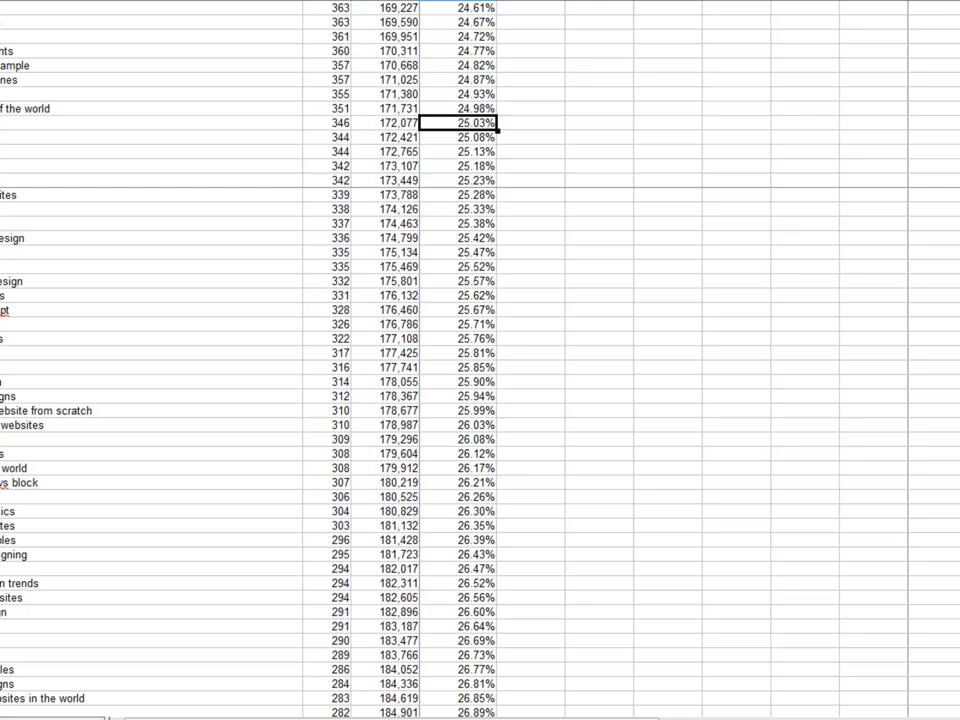 363 169,227 24.61%
363 169,590 24.67%
361 169,951 24.72%
nts 360 170,311 24.77%
ample 357 170,668 24.82%
nes 357 171,025 24.87%
355 171,380 24.93%
f the world 351 171,731 24.98%
346 172,077 25.03%
344 172,421 25.08%
344 172,765 25.13%
342 173,107 25.18%
342 173,449 25.23%
ites 339 173,788 25.28%
338 174,126 25.33%
337 174,463 25.38%
esign 336 174,799 25.42%
335 175,134 25.47%
335 175,469 25.52%
esign 332 175,801 25.57%
s 331 176,132 25.62%
pt 328 176,460 25.67%
326 176,786 25.71%
s 322 177,108 25.76%
317 177,425 25.81%
316 177,741 25.85%
314 178,055 25.90%
gns 312 178,367 25.94%
ebsite from scratch 310 178,677 25.99%
websites 310 178,987 26.03%
309 179,296 26.08%
s 308 179,604 26.12%
world 308 179,912 26.17%
vs block 307 180,219 26.21%
306 180,525 26.26%
ics 304 180,829 26.30%
tes 303 181,132 26.35%
ples 296 181,428 26.39%
gning 295 181,723 26.43%
294 182,017 26.47%
n trends 294 182,311 26.52%
sites 294 182,605 26.56%
gn 291 182,896 26.60%
291 183,187 26.64%
290 183,477 26.69%
289 183,766 26.73%
les 286 184,052 26.77%
gns 284 184,336 26.81%
bsites in the world 283 184,619 26.85%
282 184,901 26.89%